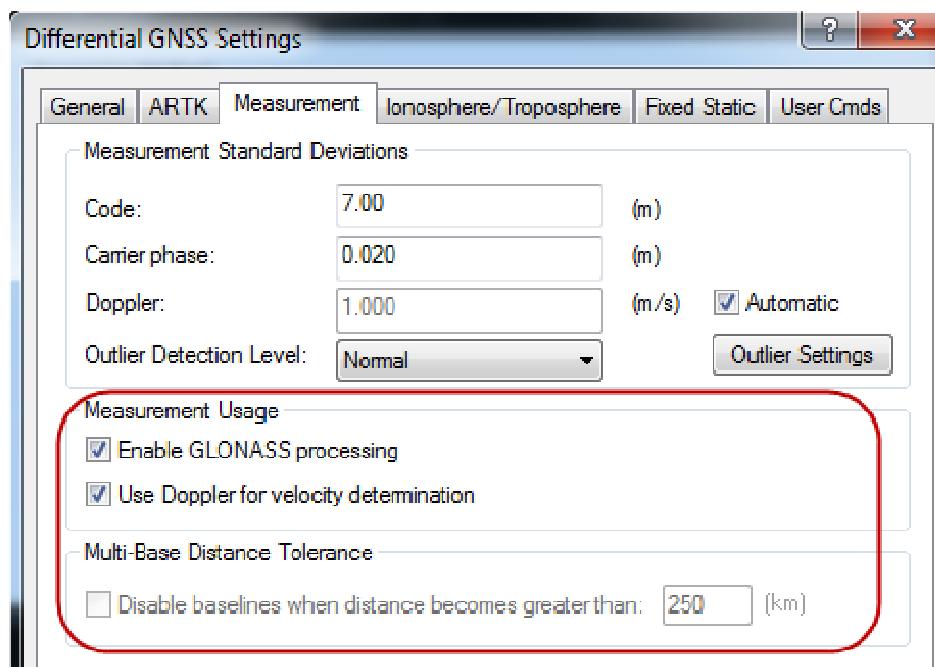 Differential GNSS Settings
?
X
General ARTK Measurement Ionosphere/Troposphere Fixed Static User Cmds
Measurement Standard Deviations
Code: 7.00 (m)
Carrier phase: 0.020 (m)
Doppler: 1.000 (m/s) Automatic
Outlier Detection Level: Normal Outlier Settings
Measurement Usage
Enable GLONASS processing
Use Doppler for velocity determination
Multi-Base Distance Tolerance
Disable baselines when distance becomes greater than: 250 (km)